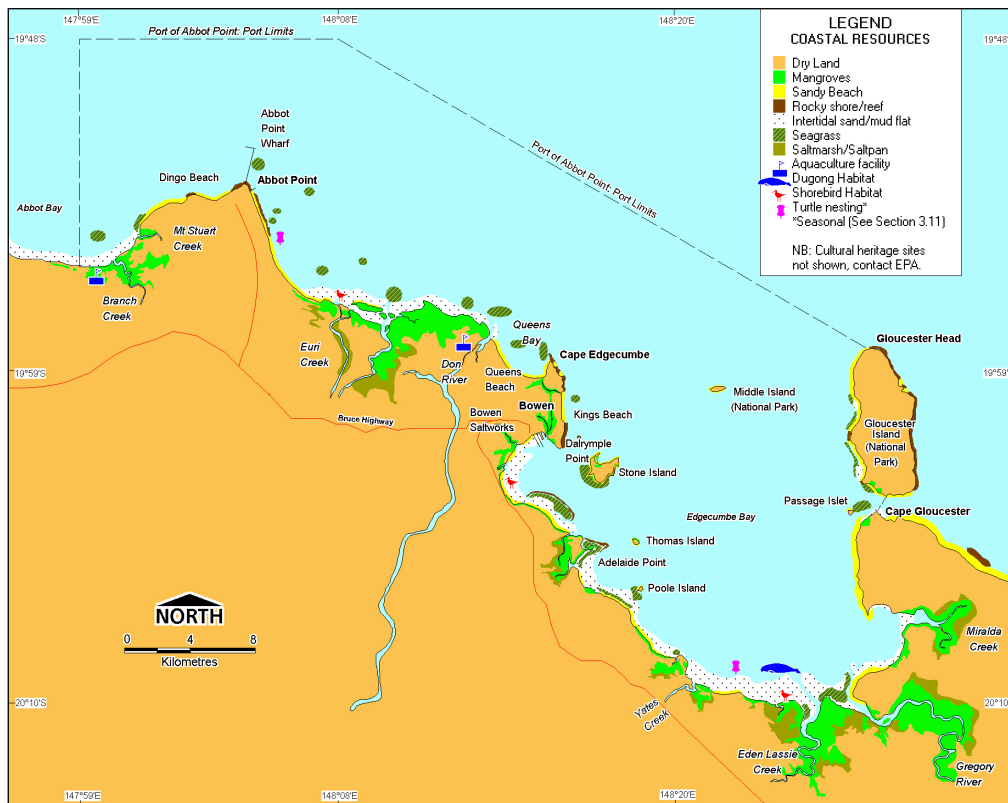 147°59'E
148°08'E
148°20'E
19°48'S
19°48'S
Port of Abbot Point: Port Limits
LEGEND
COASTAL RESOURCES
Dry Land
Mangroves
Sandy Beach
Rocky shore/reef
Intertidal sand/mud flat
Seagrass
Saltmarsh/Saltpan
Aquaculture facility
Dugong Habitat
Shorebird Habitat
Turtle nesting*
*Seasonal (See Section 3.11)
NB: Cultural heritage sites
not shown, contact EPA.
Abbot
Point
Wharf
Port of Abbot Point: Port Limits
Dingo Beach
Abbot Point
Abbot Bay
Mt Stuart
Creek
Branch
Creek
Euri
Creek
Don
River
Queens
Bay
Queens
Beach
Cape Edgecumbe
Gloucester Head
19°59'S
19°59'S
Middle Island
(National Park)
Bowen
Kings Beach
Bruce Highway
Bowen
Saltworks
Dalrymple
Point
Stone Island
Gloucester
Island
(National
Park)
Passage Islet
Cape Gloucester
Edgecumbe Bay
Thomas Island
Adelaide Point
Poole Island
NORTH
0 4 8
Kilometres
Miralda
Creek
20°10'S
20°10'S
Yates
Creek
Eden Lassie
Creek
Gregory
River
147°59'E
148°08'E
148°20'E